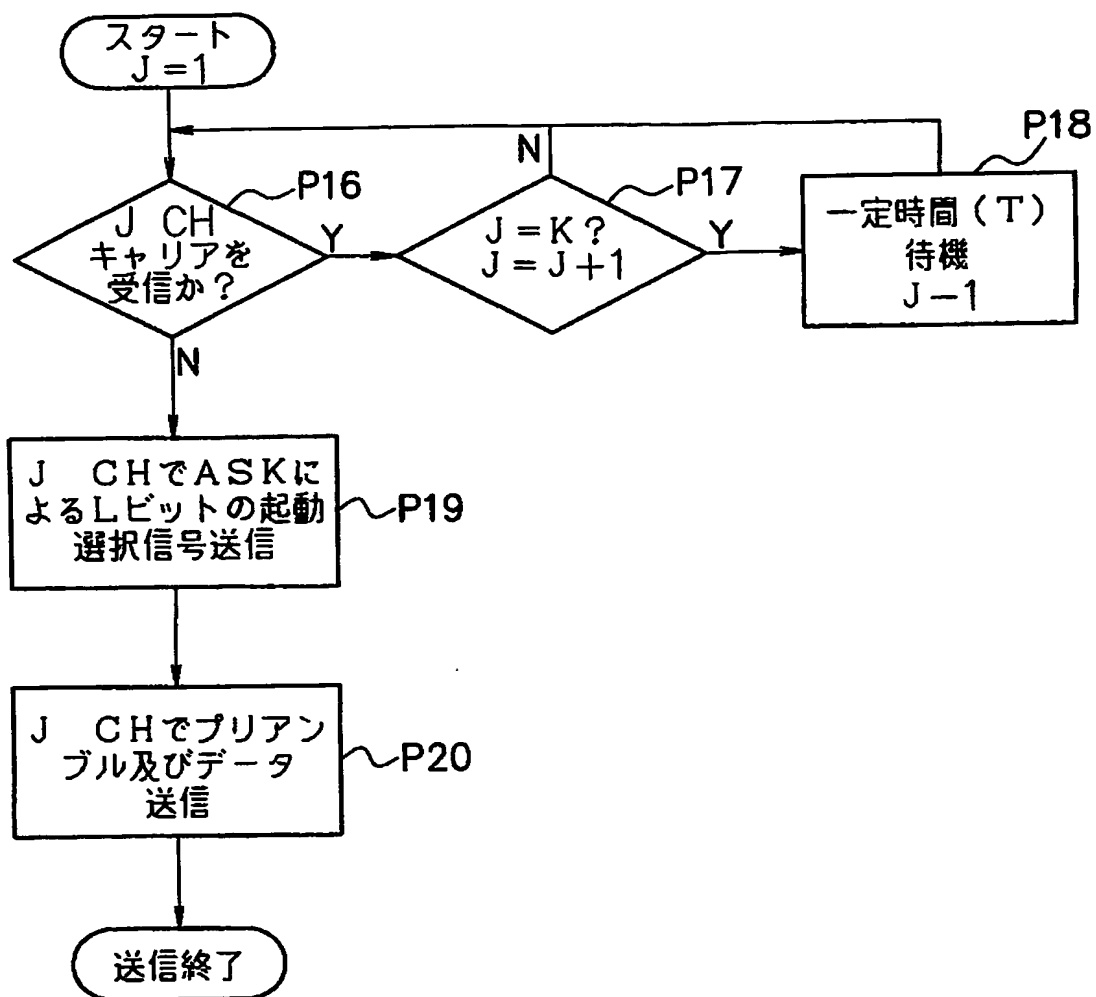 スタート
J=1
P16
J CH
キャリアを
受信か?
Y
N
P17
J=K?
J=J+1
N
Y
P18
一定時間(T)
待機
J-1
J CHでASKに
よるLビットの起動
選択信号送信
P19
J CHでプリアン
ブル及びデータ
送信
P20
送信終了